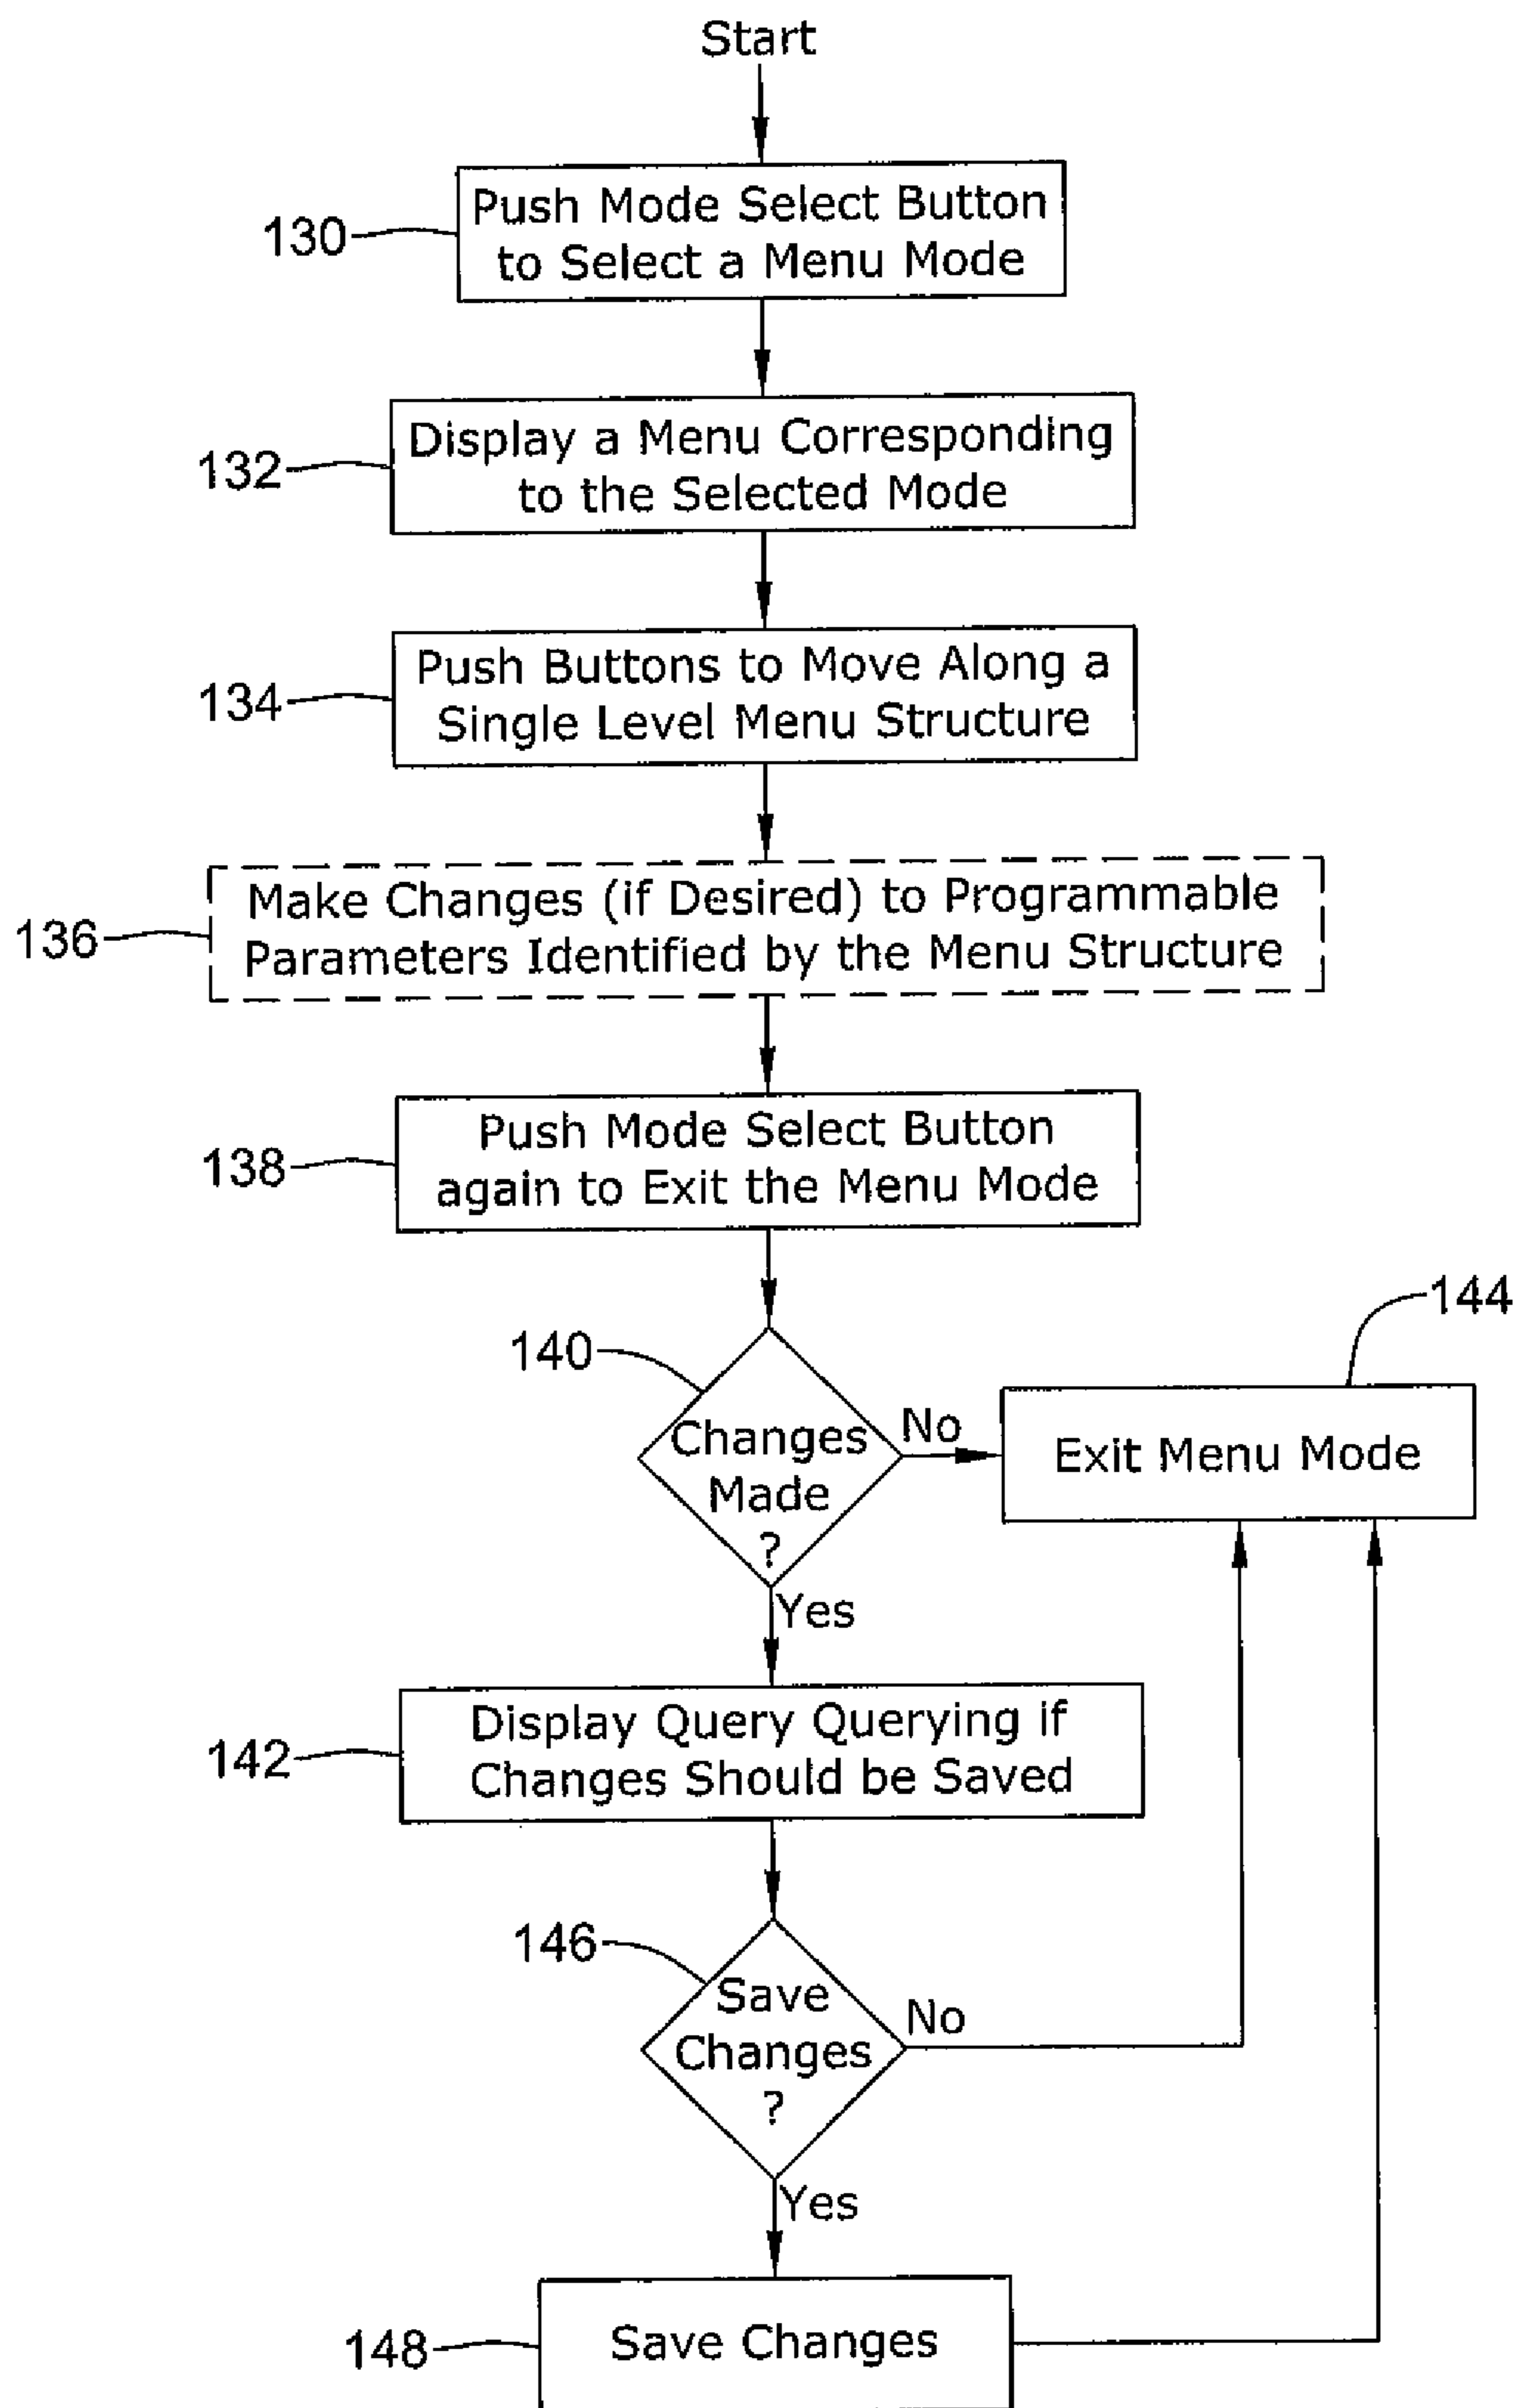 Start
130
Push Mode Select Button
to Select a Menu Mode
132
Display a Menu Corresponding
to the Selected Mode
134
Push Buttons to Move Along a
Single Level Menu Structure
136
Make Changes (if Desired) to Programmable
Parameters Identified by the Menu Structure
138
Push Mode Select Button
again to Exit the Menu Mode
140
Changes
Made
?
No
144
Exit Menu Mode
Yes
142
Display Query Querying if
Changes Should be Saved
146
Save
Changes
?
No
Yes
148
Save Changes